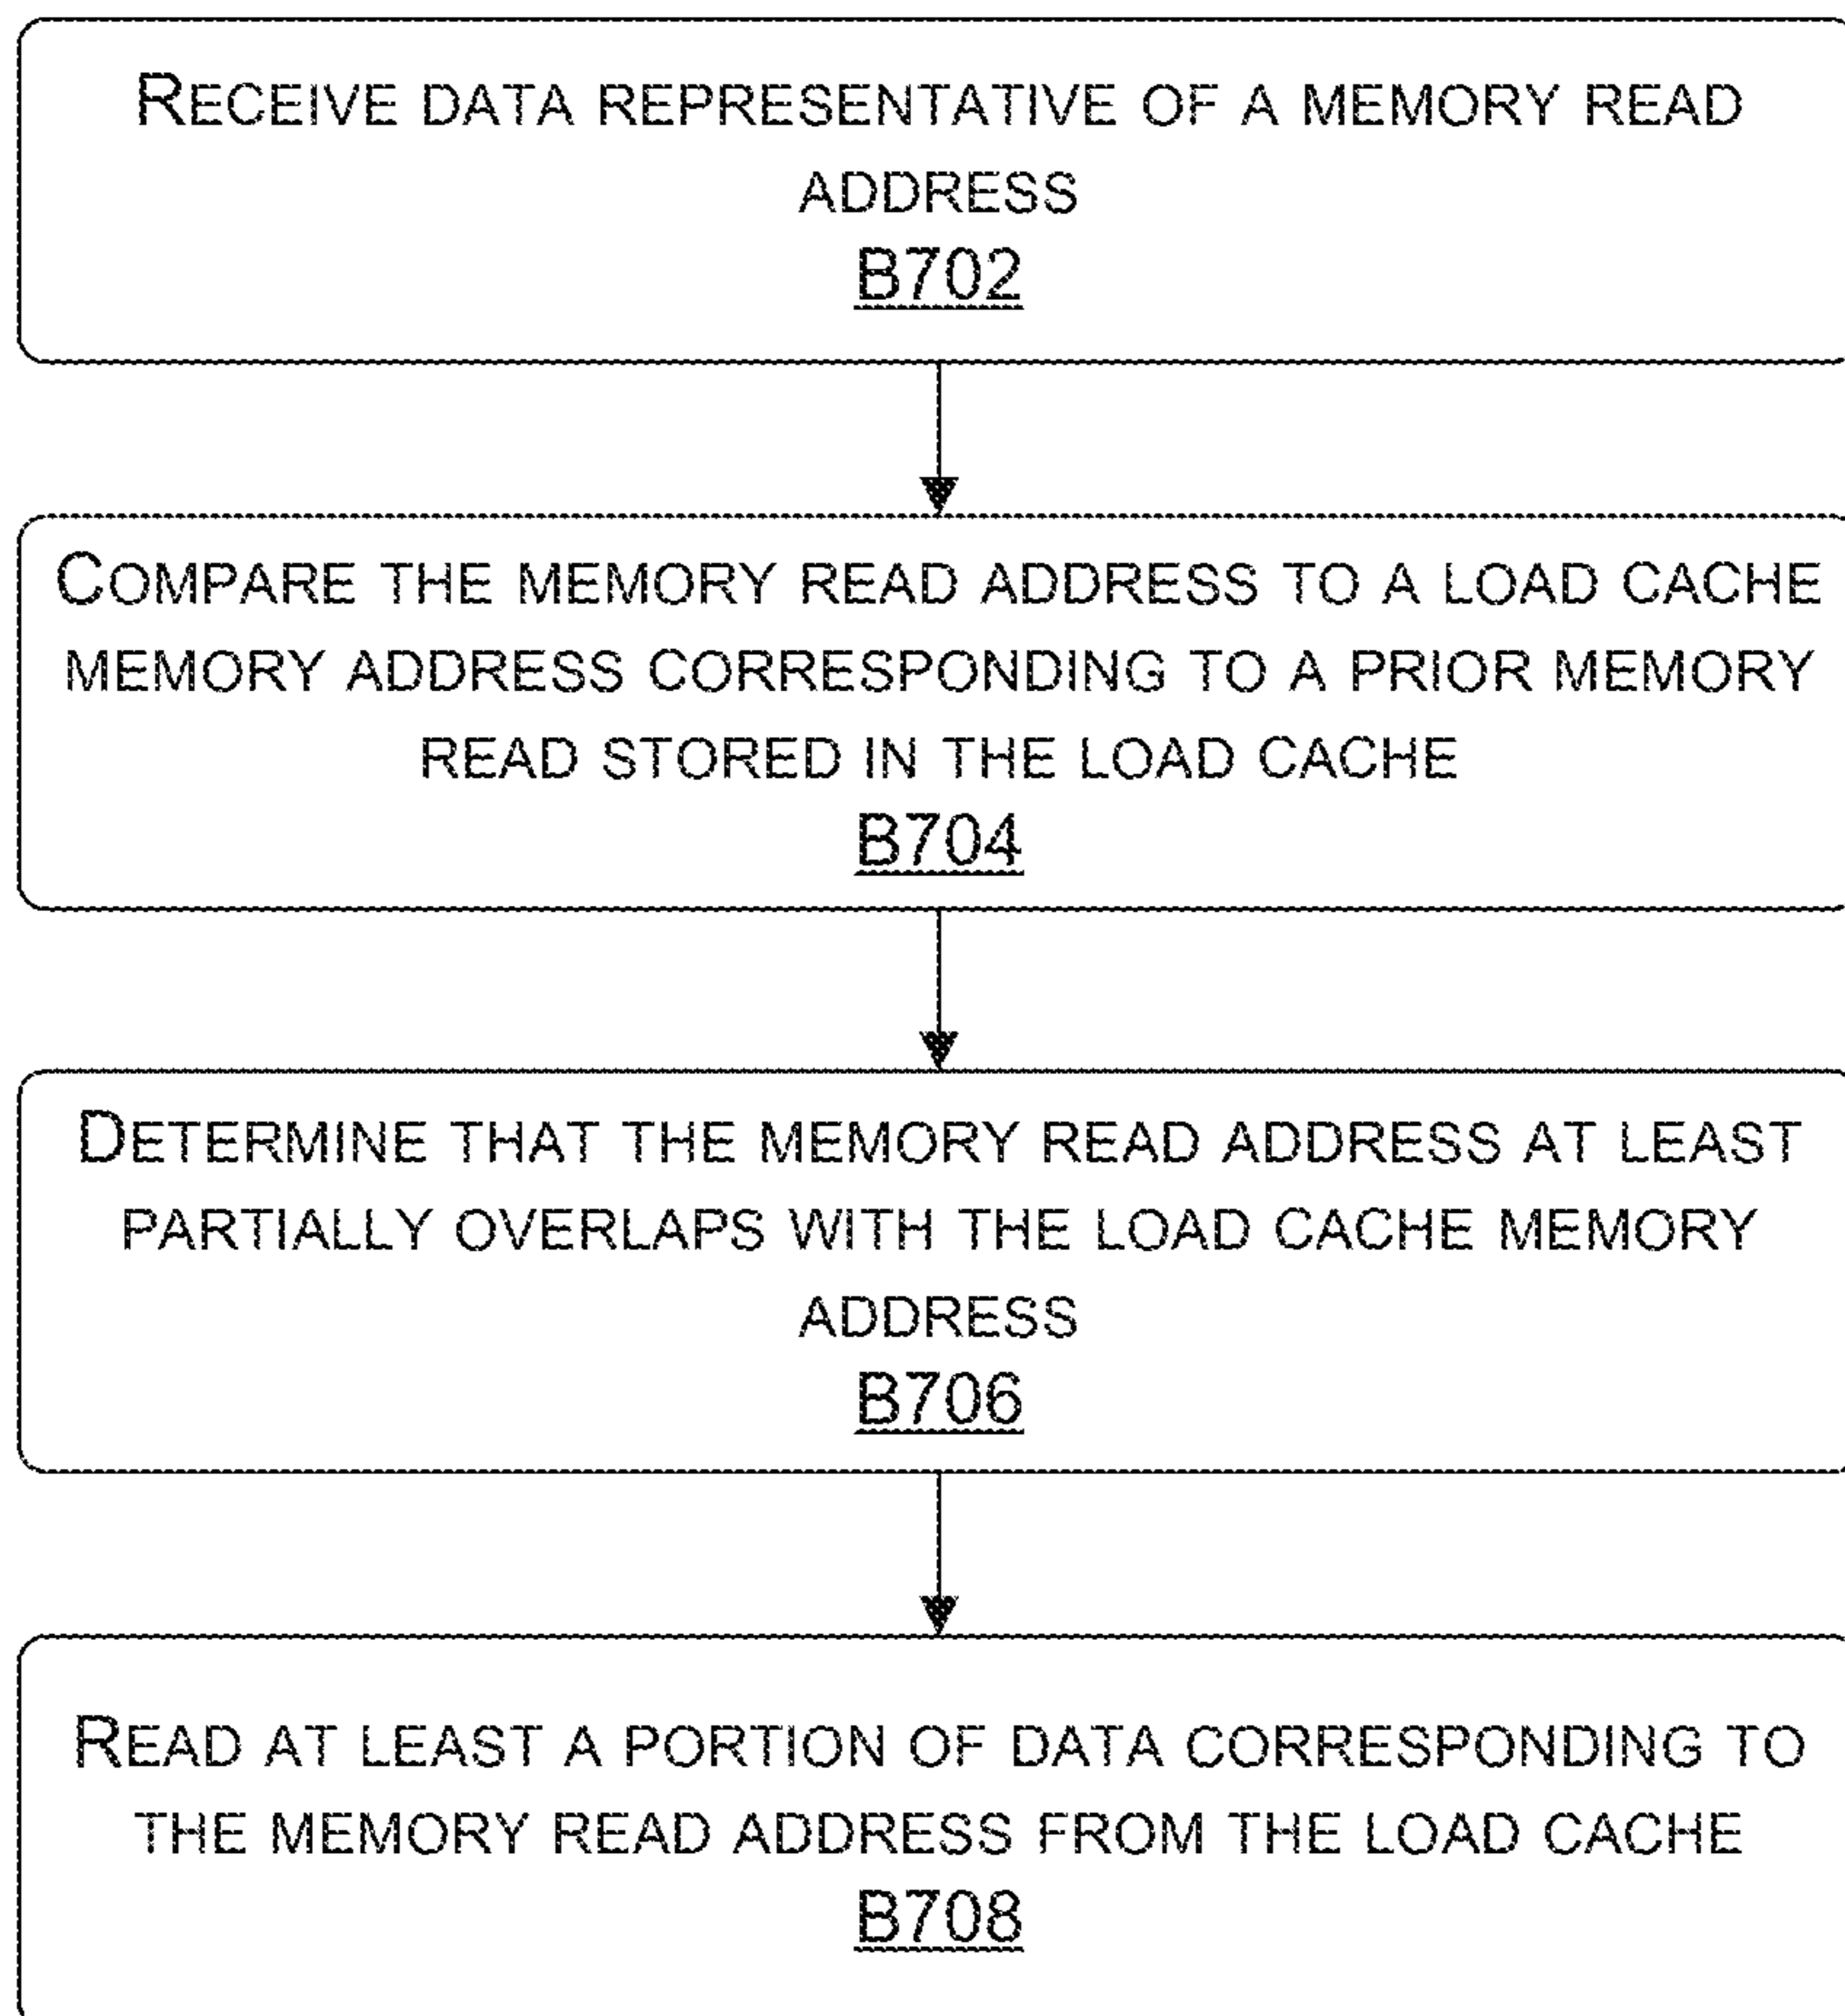 RECEIVE DATA REPRESENTATIVE OF A MEMORY READ
ADDRESS
B702
COMPARE THE MEMORY READ ADDRESS TO A LOAD CACHE
MEMORY ADDRESS CORRESPONDING TO A PRIOR MEMORY
READ STORED IN THE LOAD CACHE
B704
DETERMINE THAT THE MEMORY READ ADDRESS AT LEAST
PARTIALLY OVERLAPS WITH THE LOAD CACHE MEMORY
ADDRESS
B706
READ AT LEAST A PORTION OF DATA CORRESPONDING TO
THE MEMORY READ ADDRESS FROM THE LOAD CACHE
B708